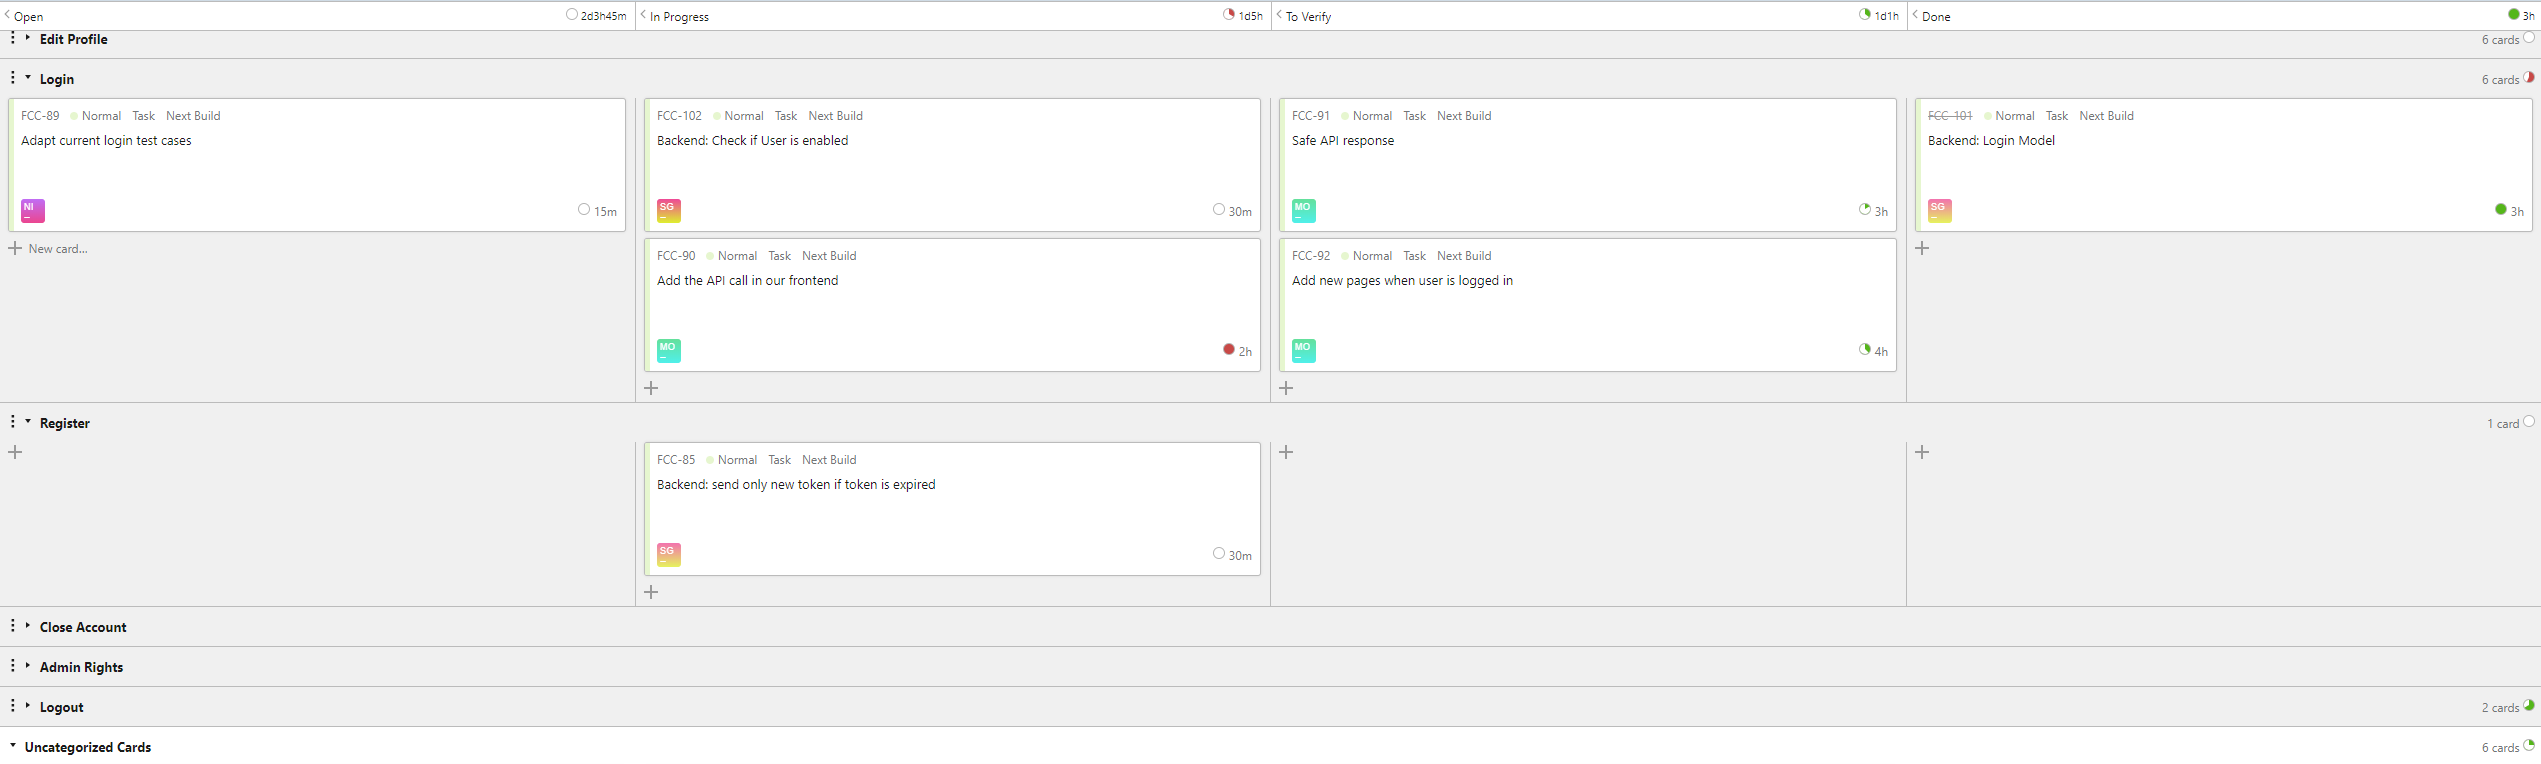 Open 2d3h45m In Progress 1d5h To Verify 1d1h Done 3h
Edit Profile 6 cards
Login 6 cards
FCC-89 Normal Task Next Build
Adapt current login test cases
NI
15m
New card...
FCC-102 Normal Task Next Build
Backend: Check if User is enabled
SG
30m
FCC-90 Normal Task Next Build
Add the API call in our frontend
MO
2h
FCC-91 Normal Task Next Build
Safe API response
MO
3h
FCC-92 Normal Task Next Build
Add new pages when user is logged in
MO
4h
FCC-101 Normal Task Next Build
Backend: Login Model
SG
3h
Register 1 card
FCC-85 Normal Task Next Build
Backend: send only new token if token is expired
SG
30m
Close Account
Admin Rights
Logout 2 cards
Uncategorized Cards 6 cards